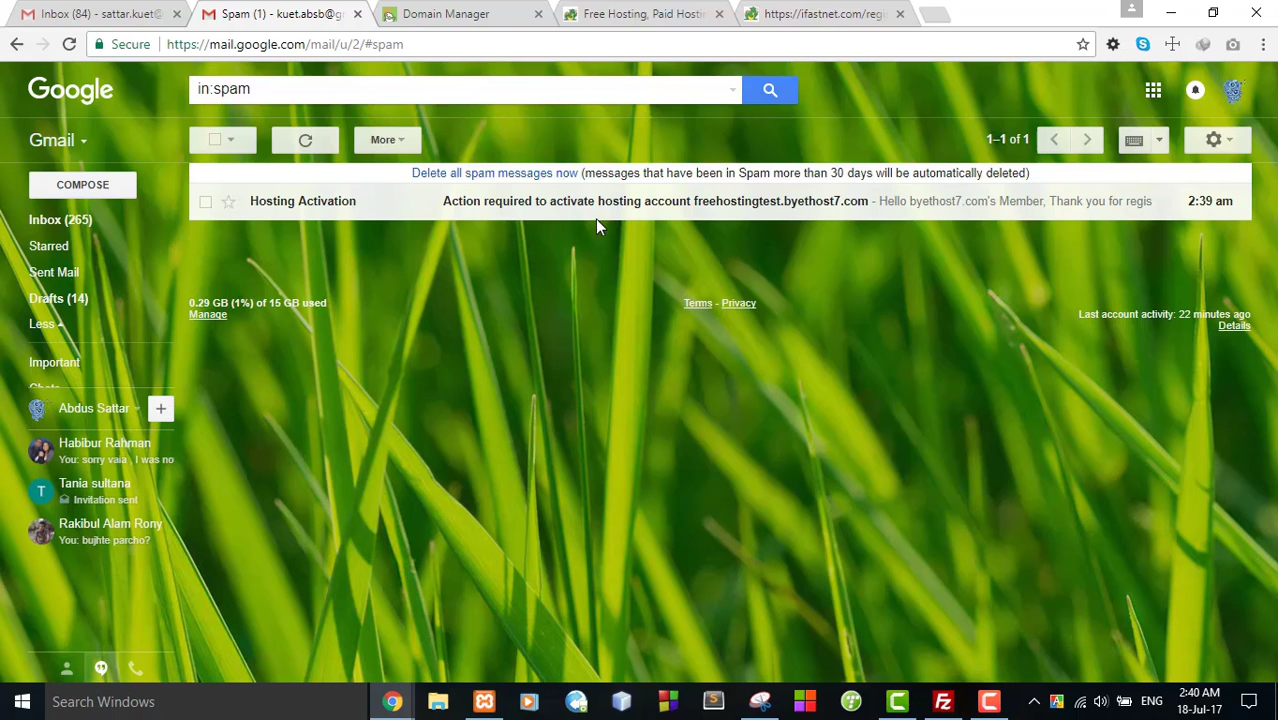 Inbox (84) - sattar.kuet@
Spam (1) - kuet.absb@g
Domain Manager
Free Hosting, Paid Hosti
https://ifastnet.com/regi
Secure
https://mail.google.com/mail/u/2/#spam
Google
in:spam
Gmail
More
1–1 of 1
COMPOSE
Delete all spam messages now (messages that have been in Spam more than 30 days will be automatically deleted)
Hosting Activation Action required to activate hosting account freehostingtest.byethost7.com - Hello byethost7.com's Member, Thank you for regis 2:39 am
Inbox (265)
Starred
Sent Mail
Drafts (14)
Less
Important
Chats
0.29 GB (1%) of 15 GB used
Manage
Terms - Privacy
Last account activity: 22 minutes ago
Details
Abdus Sattar
Habibur Rahman
You: sorry vaia , I was no
T
Tania sultana
Invitation sent
Rakibul Alam Rony
You: bujhte parcho?
Search Windows
ENG
2:40 AM
18-Jul-17